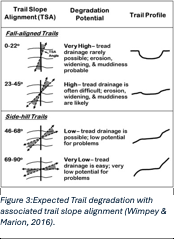 Trail Slope
Alignment (TSA)
Degradation
Potential
Trail Profile
Fall-aligned Trails
0-22°
Very High– tread
drainage rarely
possible; erosion,
widening, & muddiness
probable
23-45°
High– tread drainage is
often difficult; erosion,
widening, & muddiness
are likely
Side-hill Trails
46-68°
Low – tread drainage is
possible; low potential
for problems
69-90°
Very Low – tread
drainage is easy; very
low potential for
problems
Figure 3:Expected Trail degradation with
associated trail slope alignment (Wimpey &
Marion, 2016).